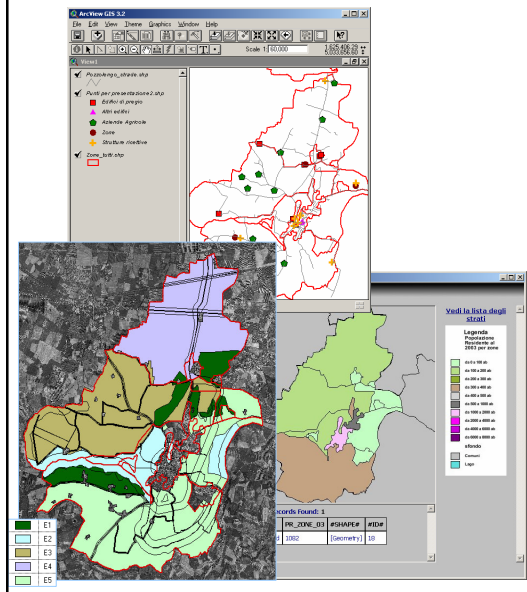 ArcView GIS 3.2
File Edit View Theme Graphics Window Help
Scale 1: 60,000
View1
Pozzolengo_strade.shp
Punti per presentazione2.shp
Edifici di pregio
Altri edifici
Aziende Agricole
Zone
Strutture ricettive
Zone_tutti.shp
Vedi la lista degli
strati
Legenda
Popolazione
Residente al
2003 per zone
da 0 a 100 ab
da 100 a 200 ab
da 200 a 300 ab
da 300 a 400 ab
da 400 a 500 ab
da 500 a 1000 ab
da 1000 a 2000 ab
da 2000 a 4000 ab
da 4000 a 6000 ab
da 6000 a 8000 ab
sfondo
Comuni
Lago
cords Found: 1
PR_ZONE_03 #SHAPE# #ID#
d 1082 [Geometry] 18
E1
E2
E3
E4
E5